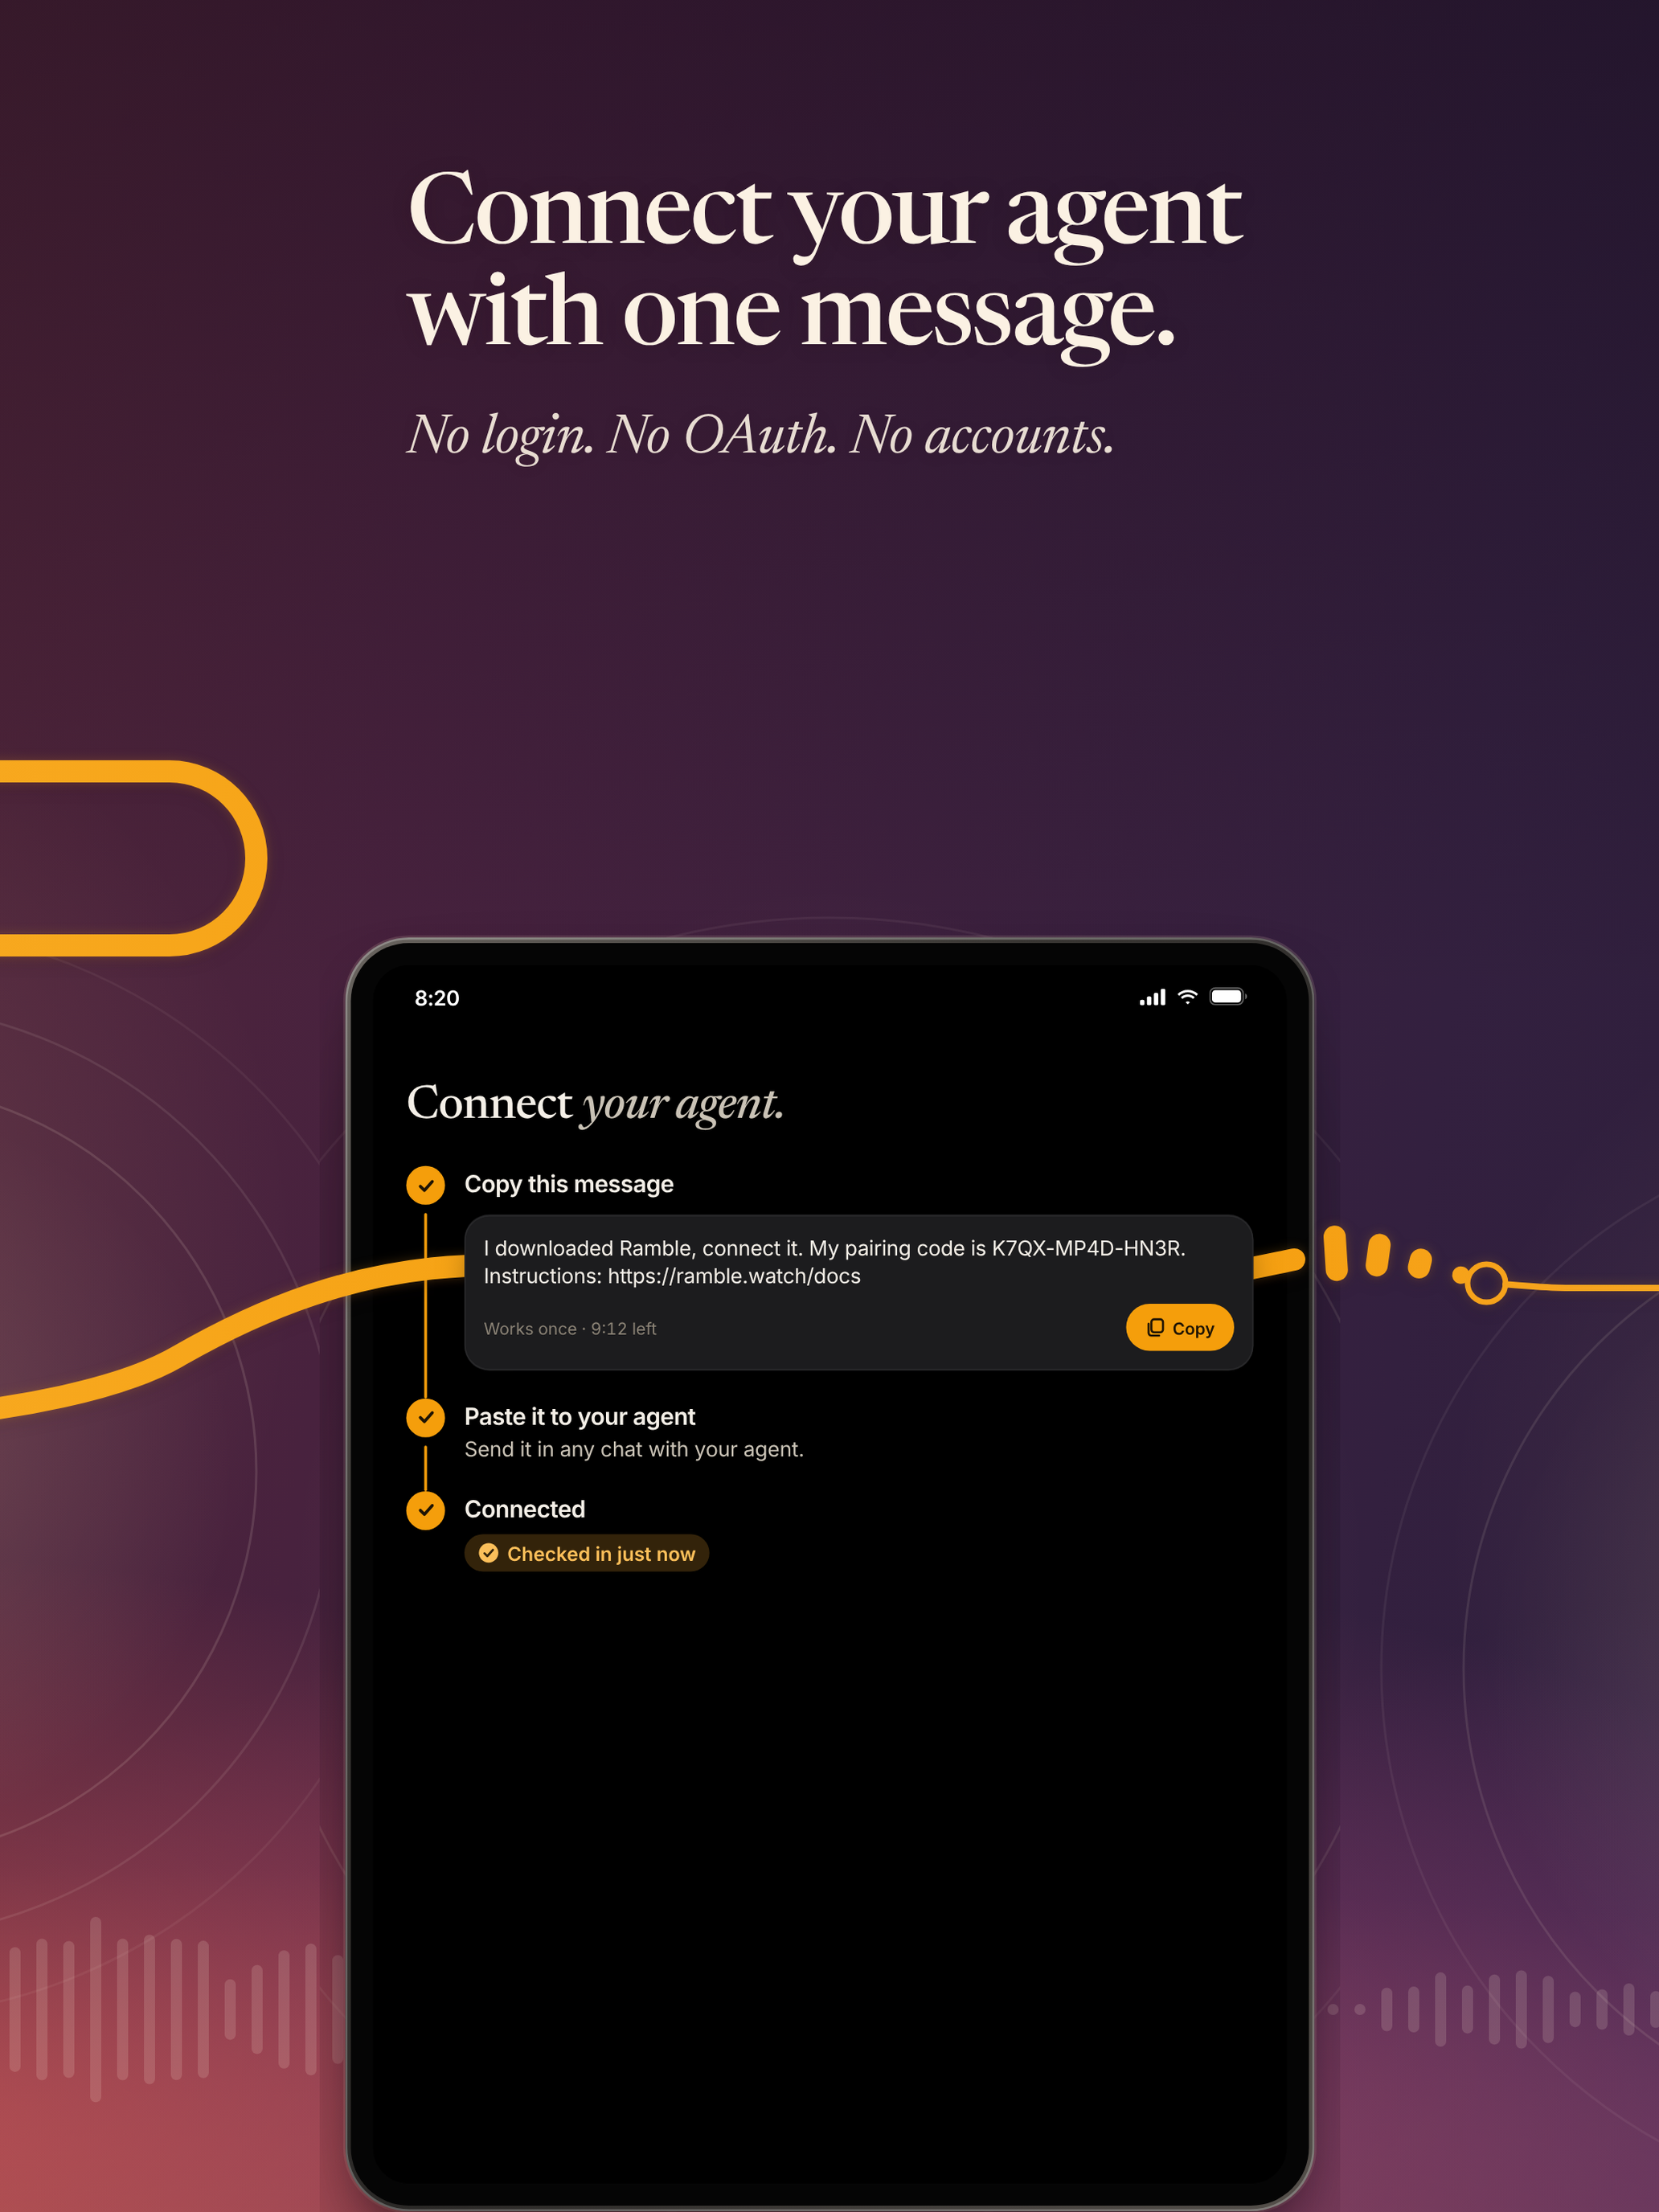 Connect your agent
with one message.
No login. No OAuth. No accounts.
8:20
Connect your agent.
Copy this message
I downloaded Ramble, connect it. My pairing code is K7QX-MP4D-HN3R.
Instructions: https://ramble.watch/docs
Works once · 9:12 left
Copy
Paste it to your agent
Send it in any chat with your agent.
Connected
Checked in just now